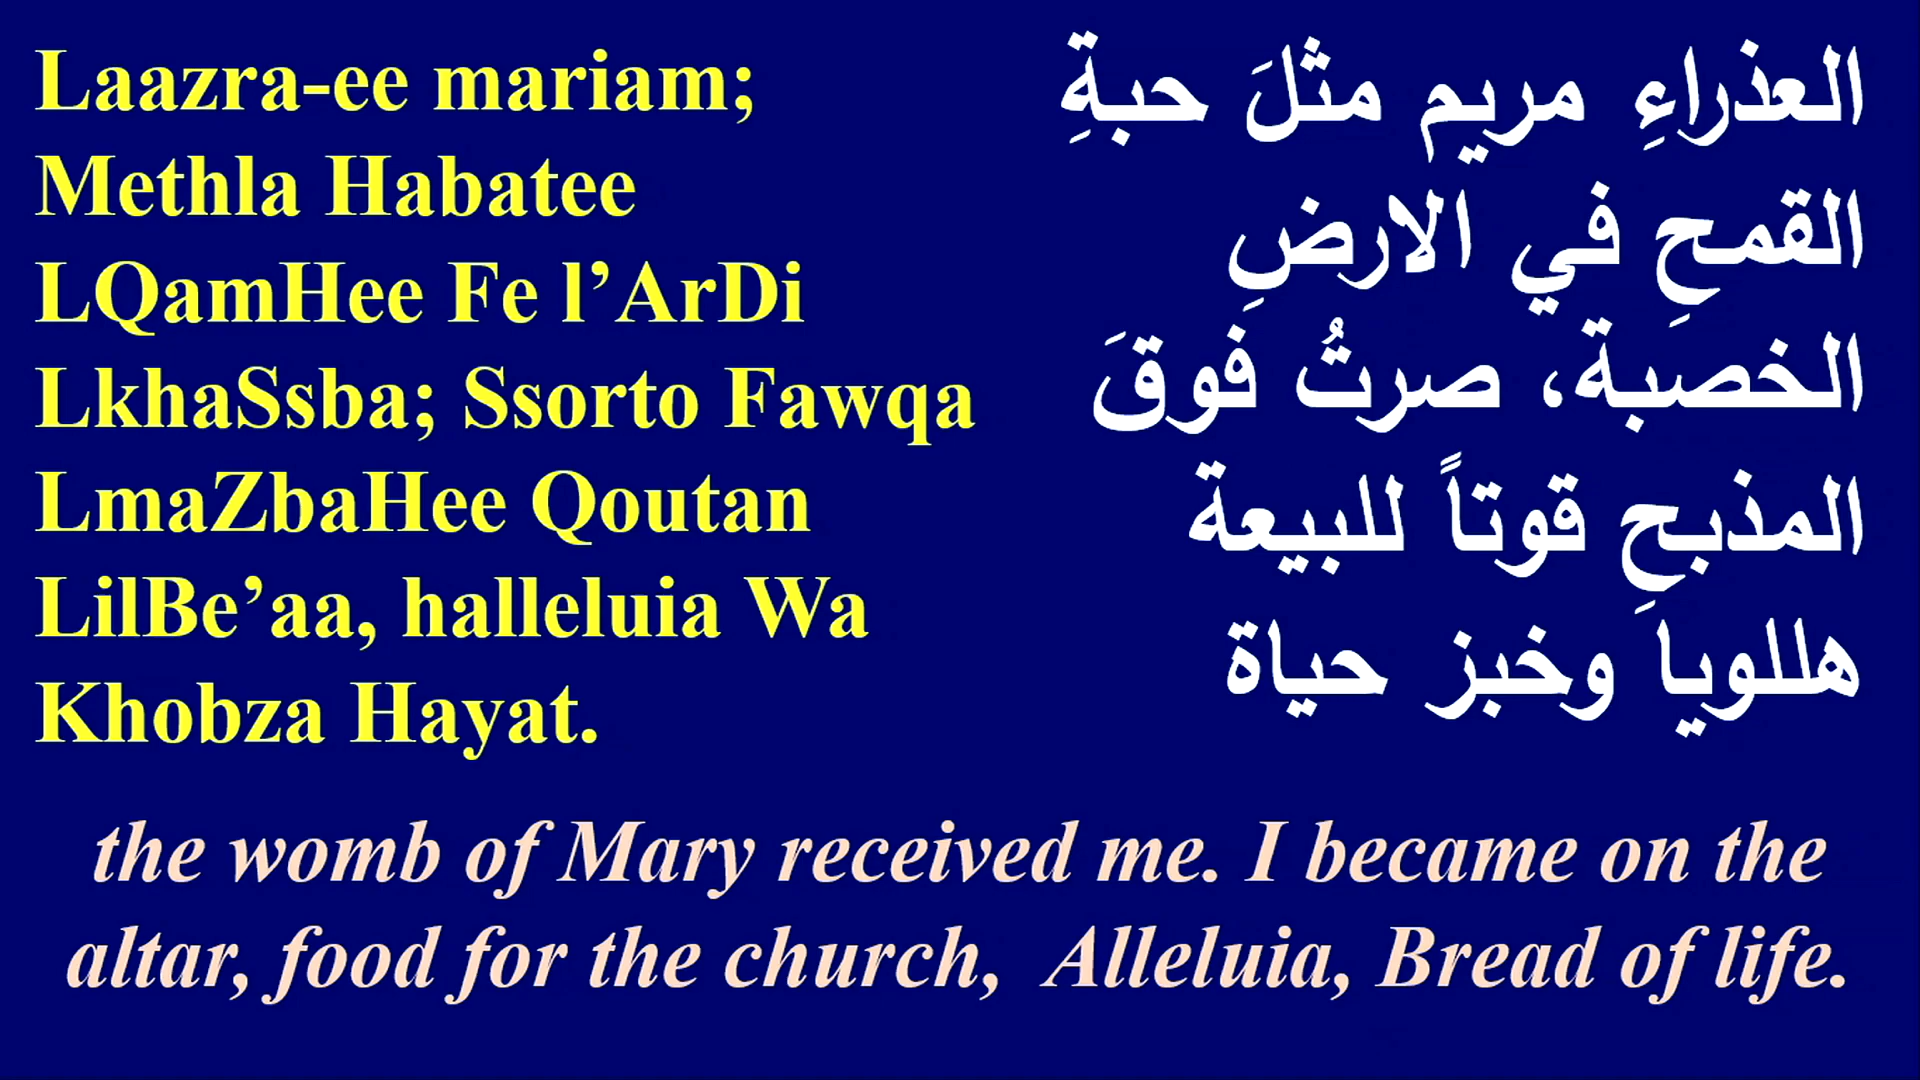 Laazra-ee mariam;
Methla Habatee
LQamHee Fe l’ArDi
LkhaSsba; Ssorto Fawqa
LmaZbaHee Qoutan
LilBe’aa, halleluia Wa
Khobza Hayat.
العذراءِ مريم مثلَ حبةِ
القمحِ في الارضِ
الخصبة، صرتُ فوقَ
المذبحِ قوتاً للبيعة
هللويا وخبز حياة
the womb of Mary received me. I became on the
altar, food for the church, Alleluia, Bread of life.